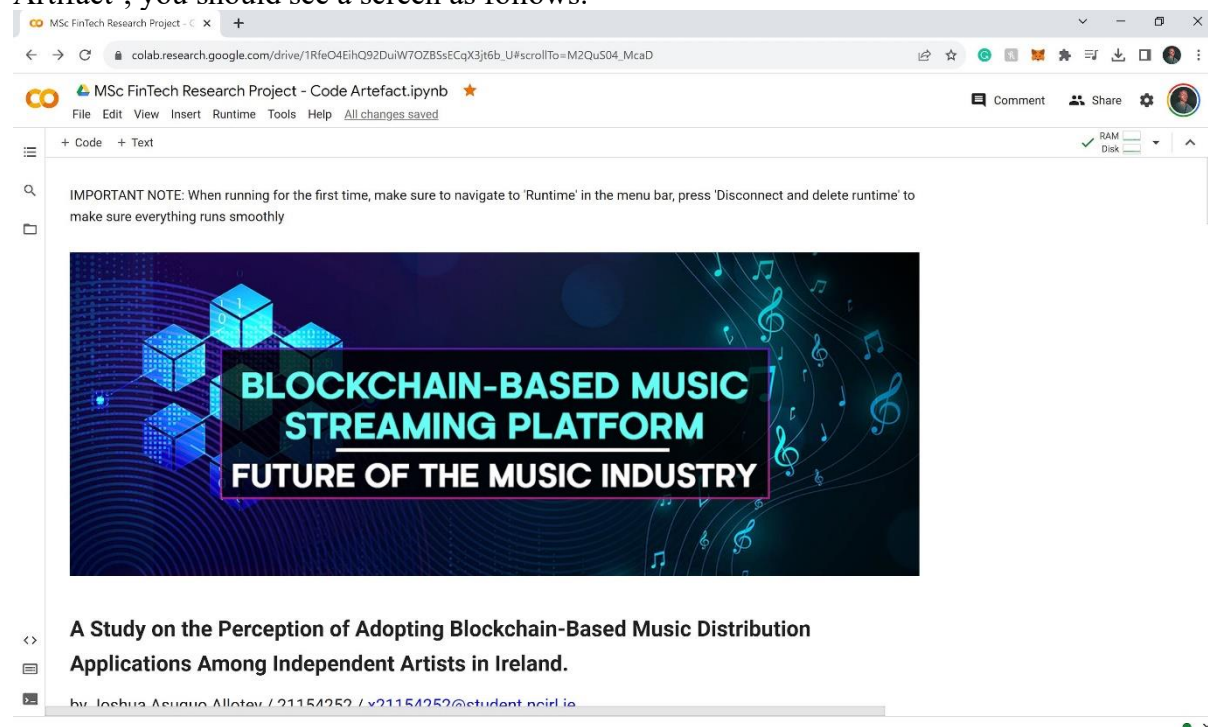 Artifact', you should see a screen as follows:
MSc FinTech Research Project - C
colab.research.google.com/drive/1RfeO4EihQ92DuiW7OZBSsECqX3jt6b_U#scrollTo=M2QuS04_McaD
MSc FinTech Research Project - Code Artefact.ipynb
Comment Share
File Edit View Insert Runtime Tools Help All changes saved
+ Code + Text
RAM
Disk
IMPORTANT NOTE: When running for the first time, make sure to navigate to 'Runtime' in the menu bar, press 'Disconnect and delete runtime' to
make sure everything runs smoothly
BLOCKCHAIN-BASED MUSIC
STREAMING PLATFORM
FUTURE OF THE MUSIC INDUSTRY
A Study on the Perception of Adopting Blockchain-Based Music Distribution
Applications Among Independent Artists in Ireland.
by Joshua Asuquo Allotey / 21154252 / x21154252@student.ncirl.ie